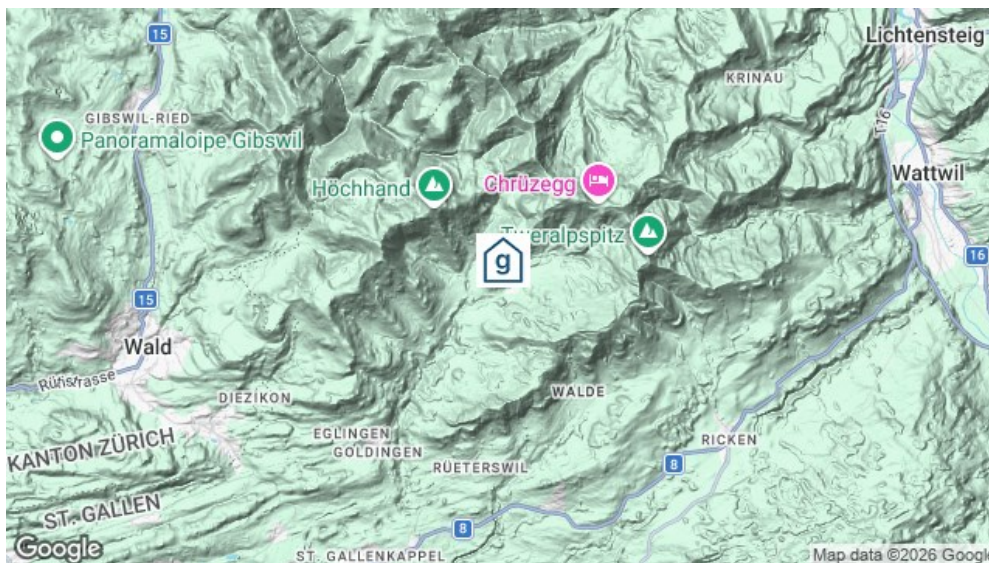 15
Lichtensteig
KRINAU
GIBSWIL-RIED
Panoramaloipe Gibswil
T16
Höchhand
Chrüzegg
Wattwil
Tweralpspitz
g
16
15
Wald
Rütistrasse
DIEZIKON
WALDE
EGLINGEN
GOLDINGEN
RICKEN
KANTON ZÜRICH
RÜETERSWIL
8
ST. GALLEN
8
Google
ST. GALLENKAPPEL
Map data ©2026 Google